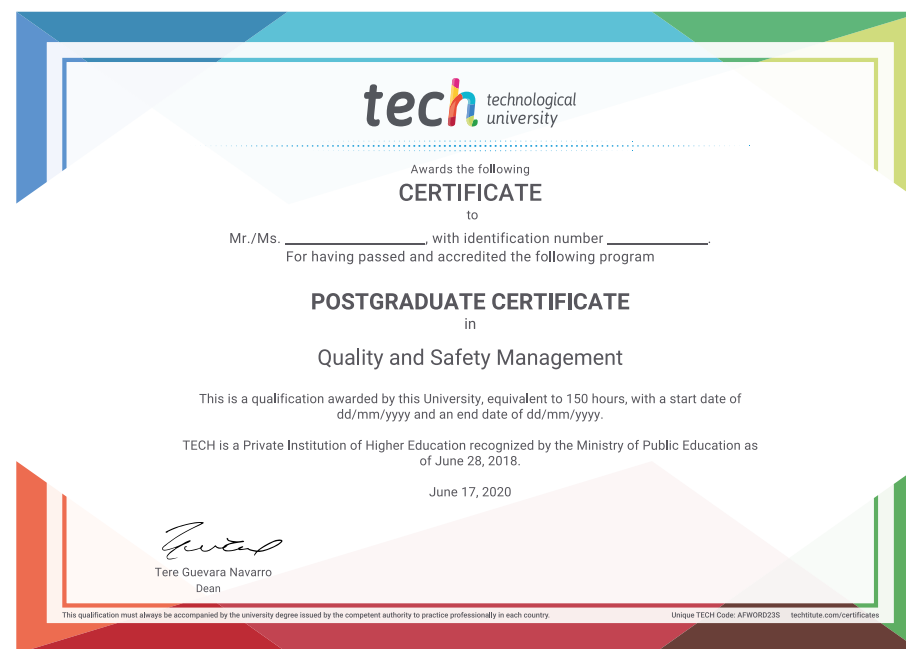 tech technological
university
Awards the following
CERTIFICATE
to
Mr./Ms. ____________________, with identification number ______________.
For having passed and accredited the following program
POSTGRADUATE CERTIFICATE
in
Quality and Safety Management
This is a qualification awarded by this University, equivalent to 150 hours, with a start date of
dd/mm/yyyy and an end date of dd/mm/yyyy.
TECH is a Private Institution of Higher Education recognized by the Ministry of Public Education as
of June 28, 2018.
June 17, 2020
Tere Guevara Navarro
Dean
This qualification must always be accompanied by the university degree issued by the competent authority to practice professionally in each country.
Unique TECH Code: AFWORD23S techtitute.com/certificates